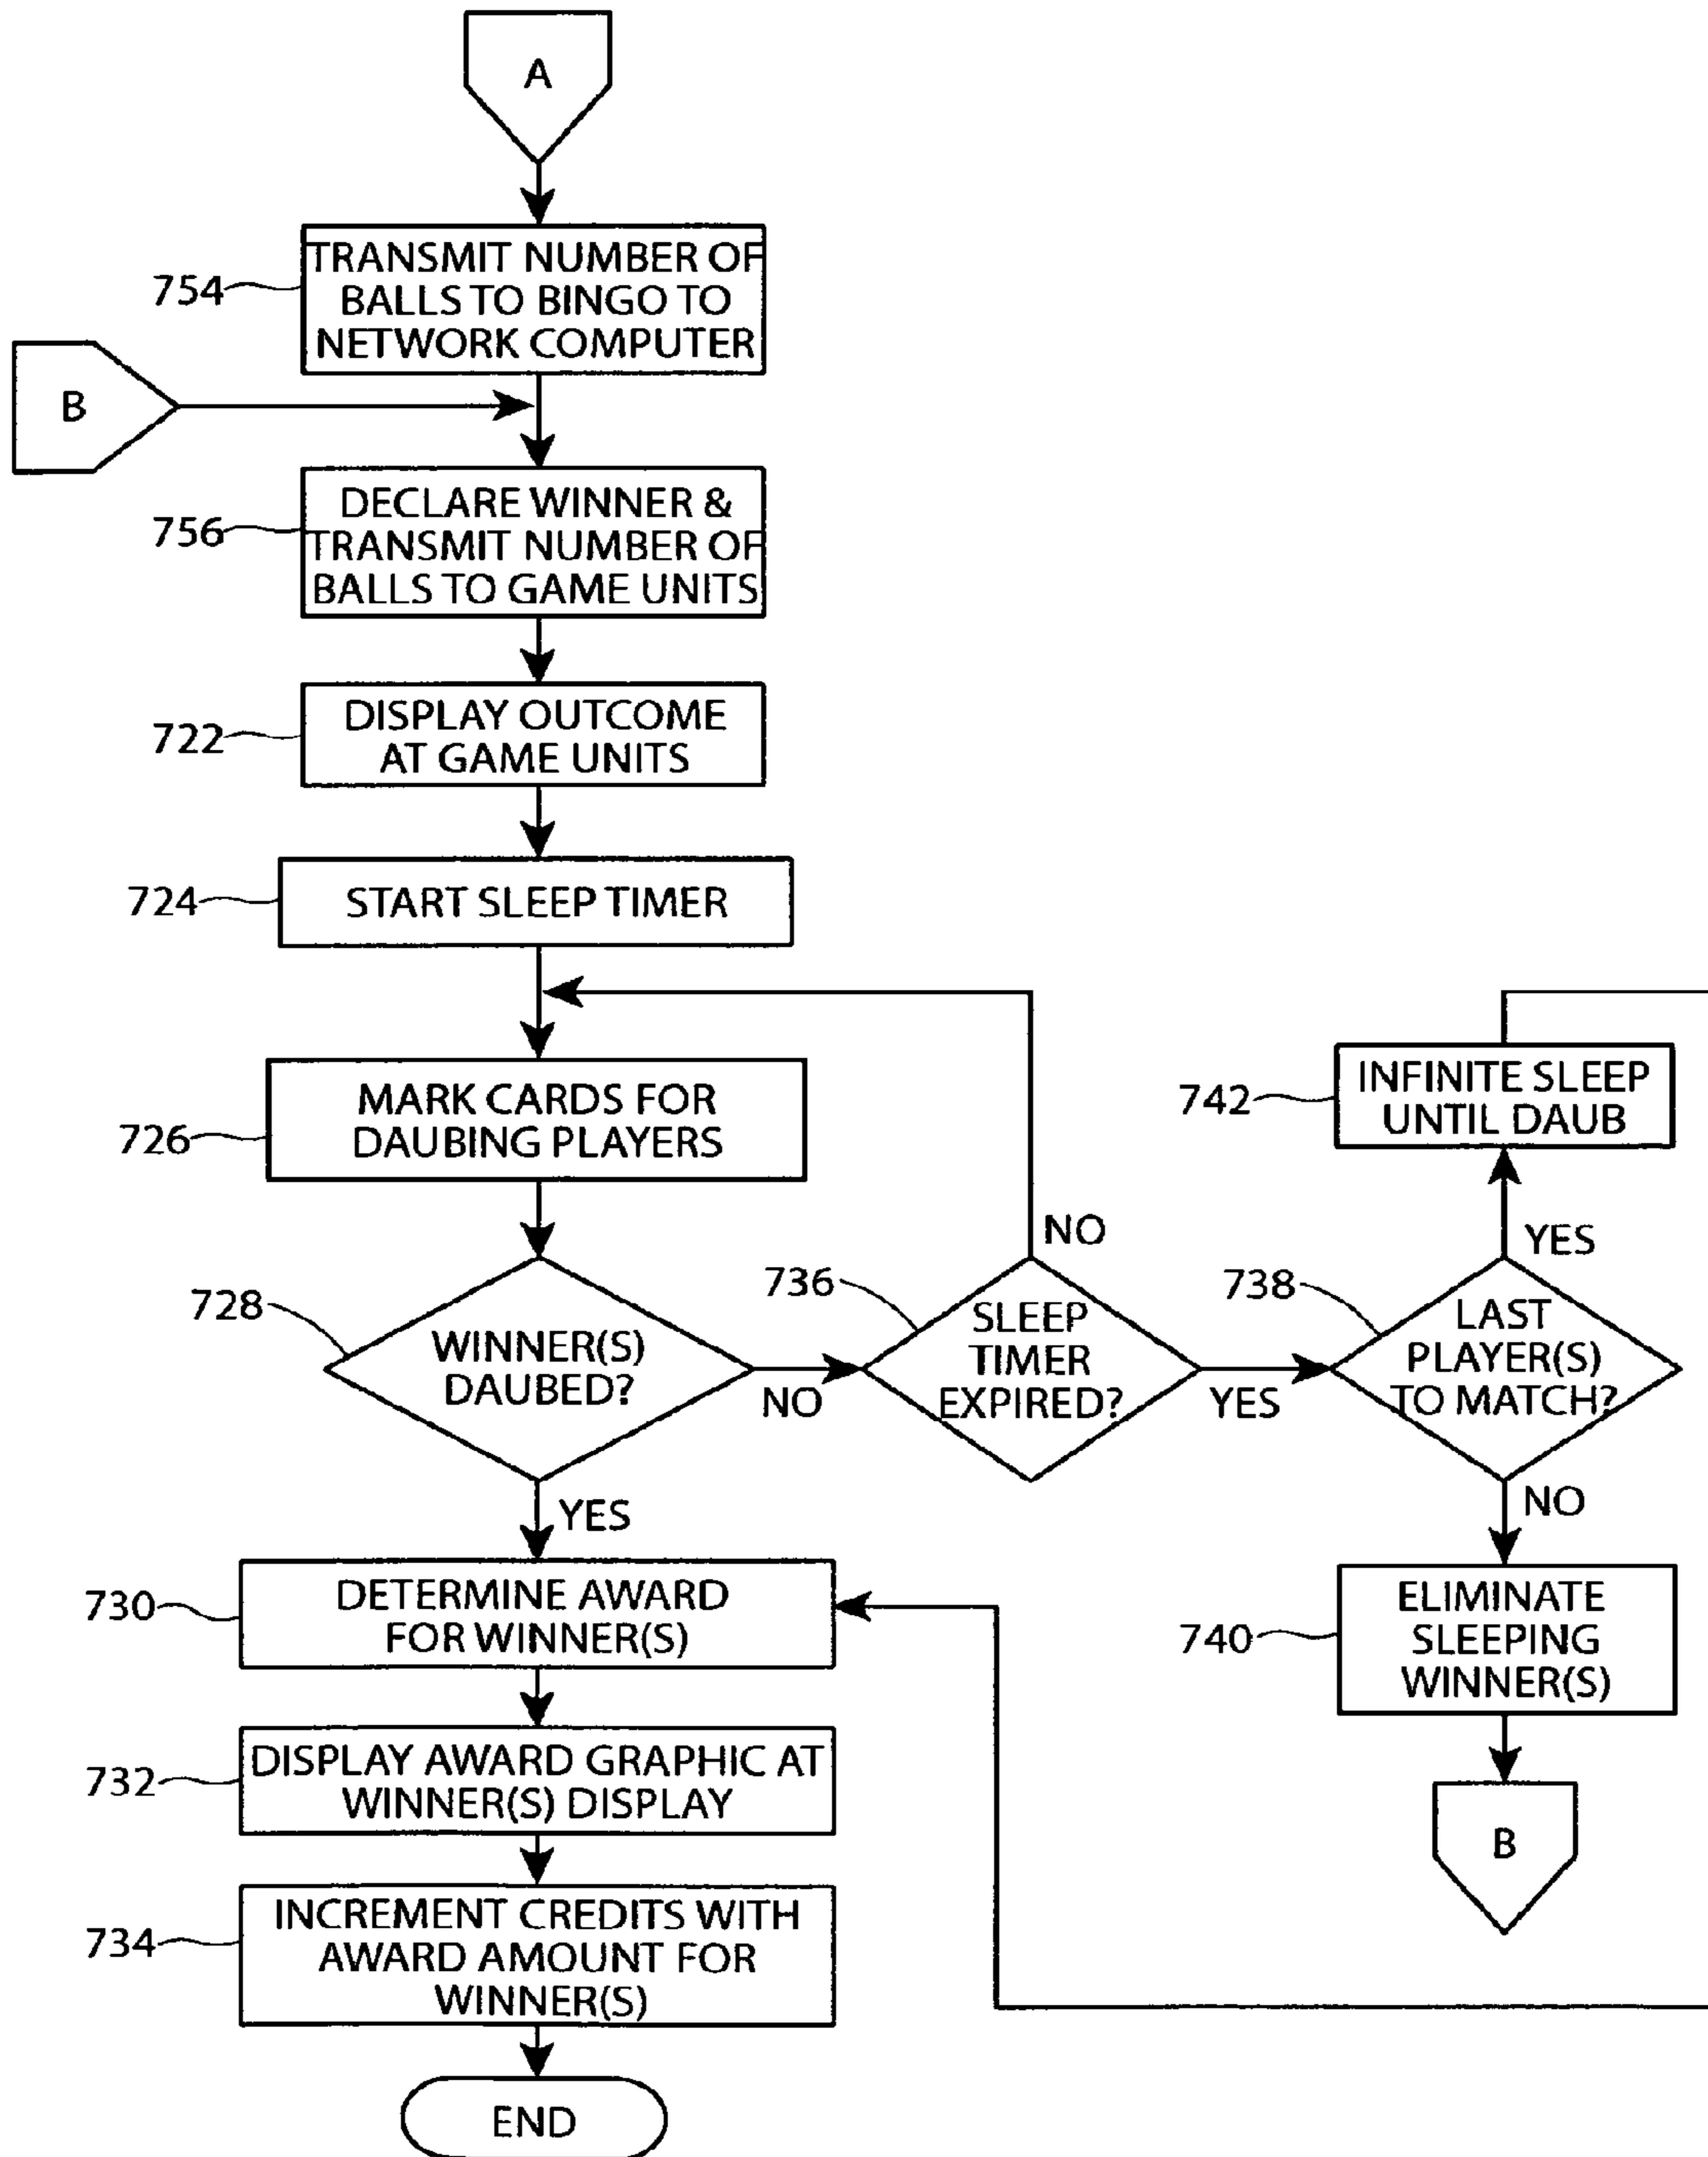 A
754
TRANSMIT NUMBER OF
BALLS TO BINGO TO
NETWORK COMPUTER
B
756
DECLARE WINNER &
TRANSMIT NUMBER OF
BALLS TO GAME UNITS
722
DISPLAY OUTCOME
AT GAME UNITS
724
START SLEEP TIMER
726
MARK CARDS FOR
DAUBING PLAYERS
728
WINNER(S)
DAUBED?
NO
YES
736
SLEEP
TIMER
EXPIRED?
NO
YES
738
LAST
PLAYER(S)
TO MATCH?
YES
NO
742
INFINITE SLEEP
UNTIL DAUB
740
ELIMINATE
SLEEPING
WINNER(S)
B
730
DETERMINE AWARD
FOR WINNER(S)
732
DISPLAY AWARD GRAPHIC AT
WINNER(S) DISPLAY
734
INCREMENT CREDITS WITH
AWARD AMOUNT FOR
WINNER(S)
END